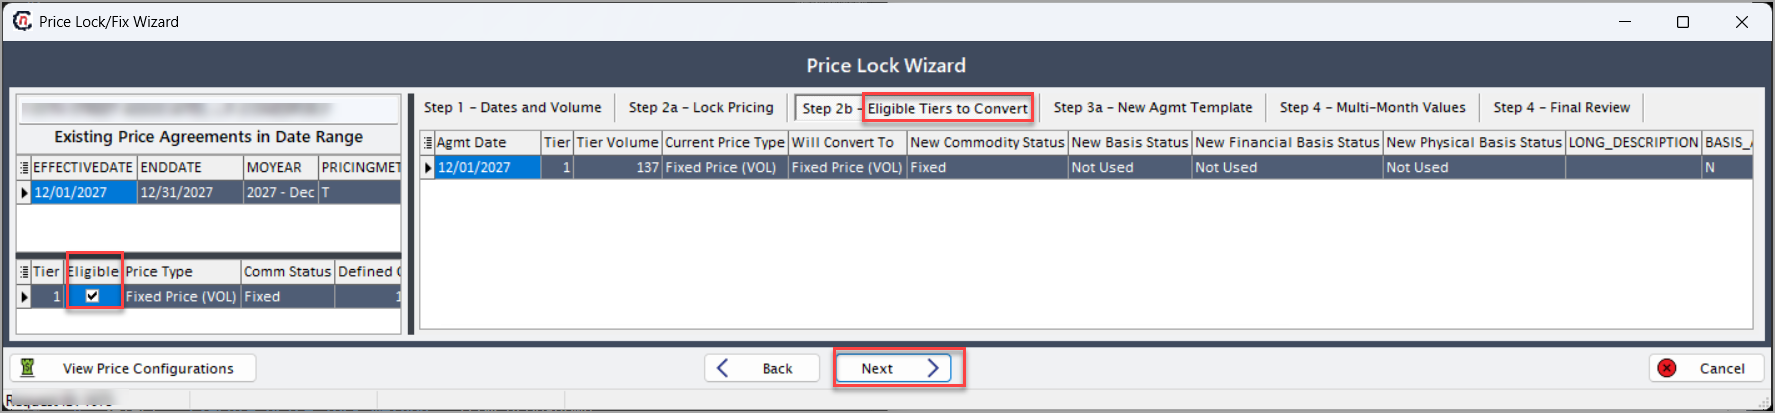 Price Lock/Fix Wizard
Price Lock Wizard
Existing Price Agreements in Date Range
EFFECTIVEDATE ENDDATE MOYEAR PRICINGMET
12/01/2027 12/31/2027 2027 - Dec T
Tier Eligible Price Type Comm Status Defined
1 Fixed Price (VOL) Fixed 1
Step 1 - Dates and Volume Step 2a - Lock Pricing Step 2b - Eligible Tiers to Convert Step 3a - New Agmt Template Step 4 - Multi-Month Values Step 4 - Final Review
Agmt Date Tier Tier Volume Current Price Type Will Convert To New Commodity Status New Basis Status New Financial Basis Status New Physical Basis Status LONG_DESCRIPTION BASIS_
12/01/2027 1 137 Fixed Price (VOL) Fixed Price (VOL) Fixed Not Used Not Used Not Used N
View Price Configurations Back Next Cancel